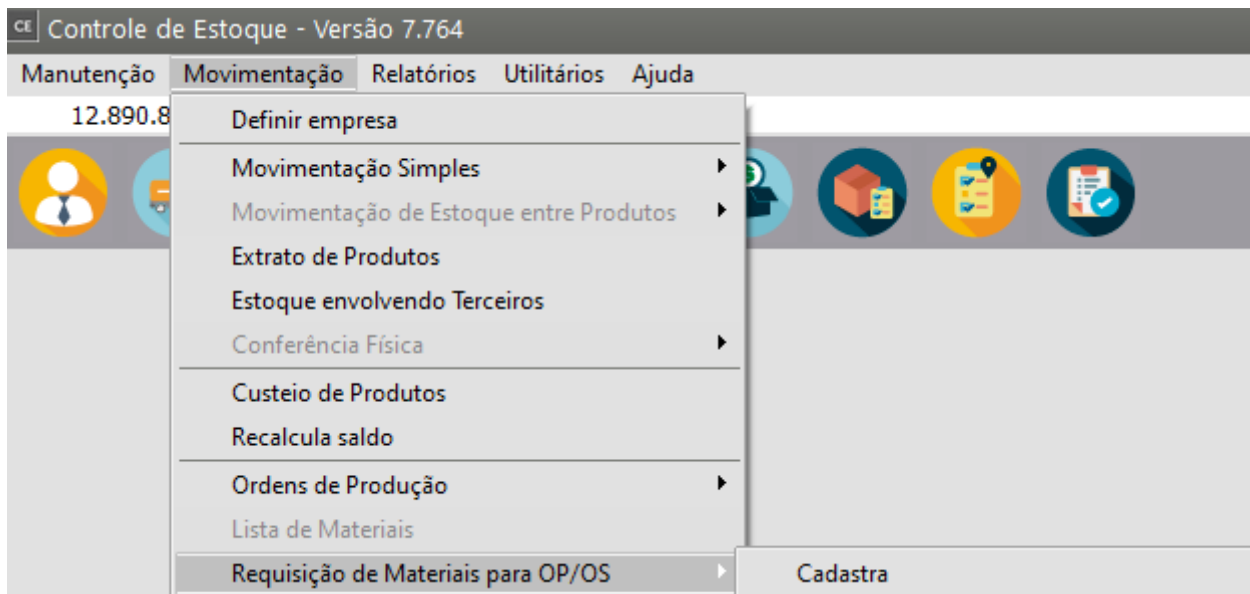 CE Controle de Estoque - Versão 7.764
Manutenção Movimentação Relatórios Utilitários Ajuda
12.890.8
Definir empresa
Movimentação Simples
Movimentação de Estoque entre Produtos
Extrato de Produtos
Estoque envolvendo Terceiros
Conferência Física
Custeio de Produtos
Recalcula saldo
Ordens de Produção
Lista de Materiais
Requisição de Materiais para OP/OS Cadastra